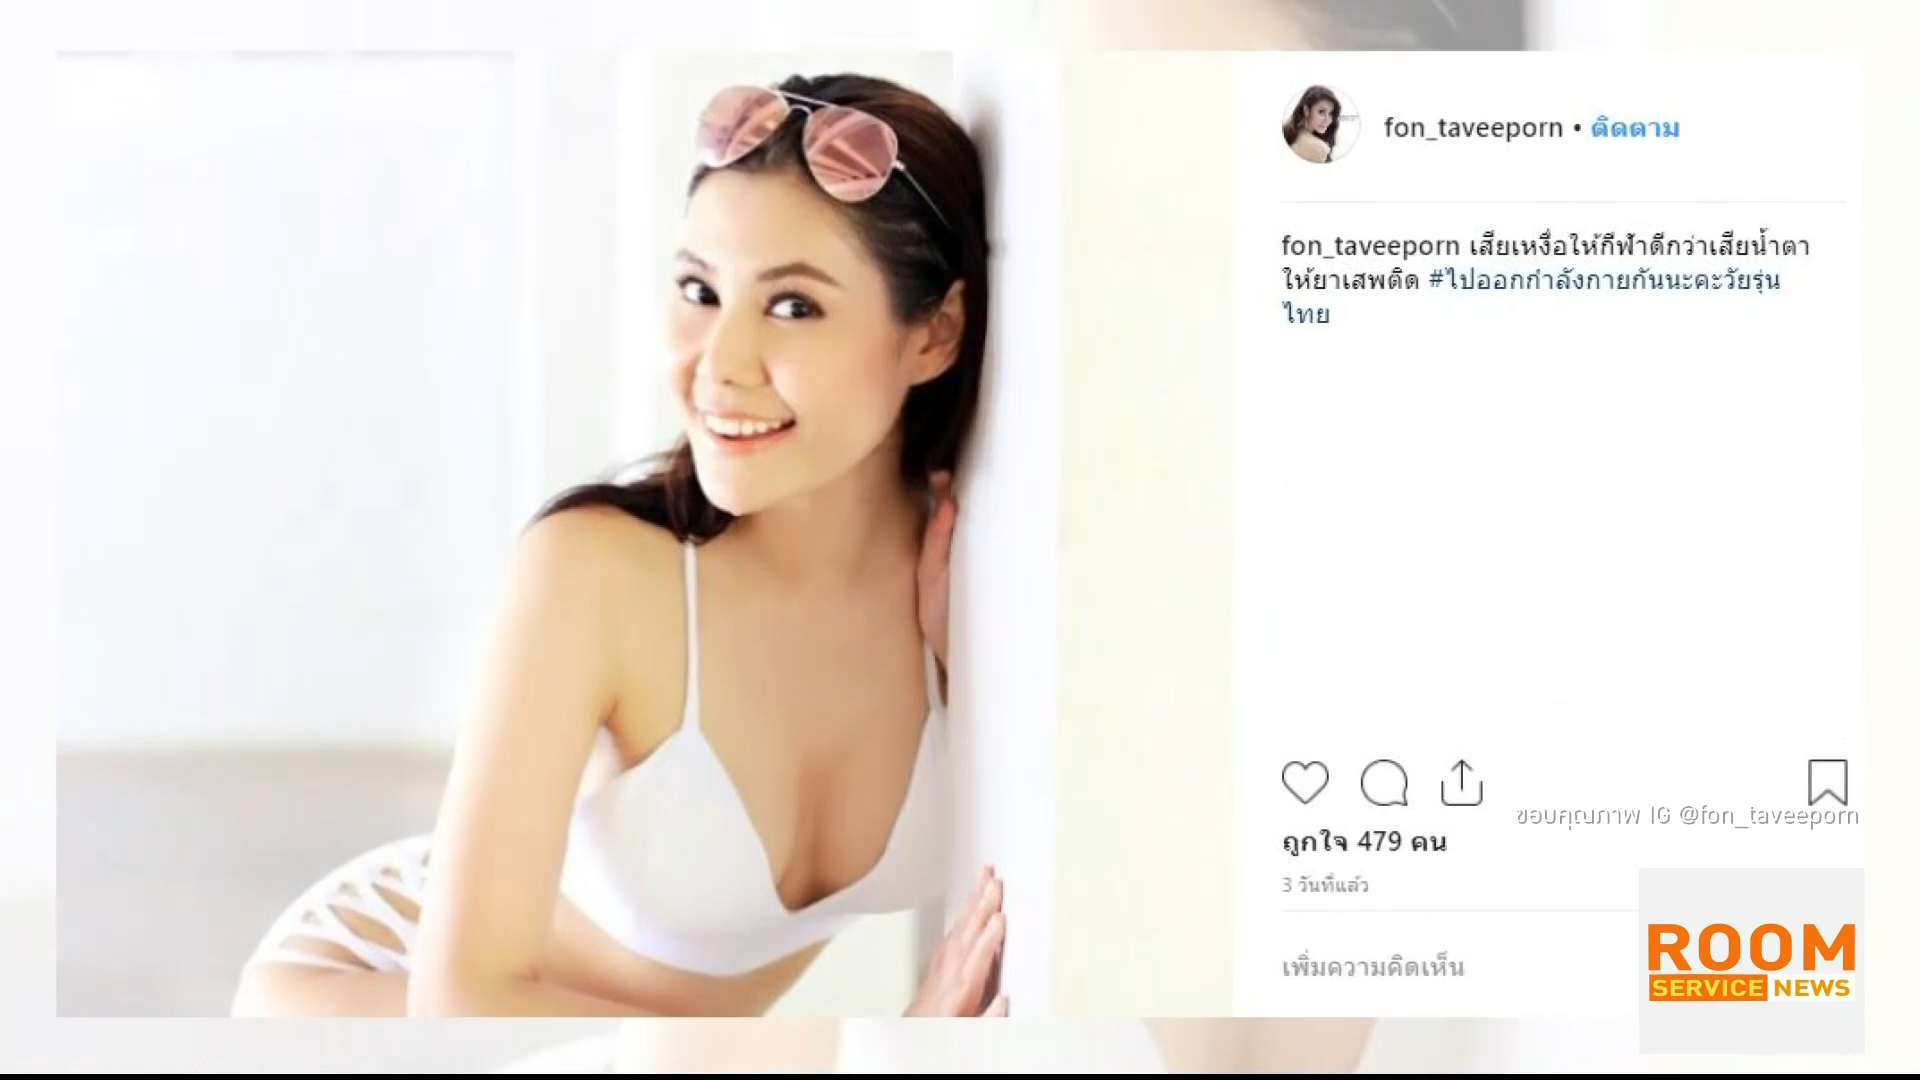 fon_taveeporn • ติดตาม
fon_taveeporn เสียเหงื่อให้กีฬาดีกว่าเสียน้ำตา
ให้ยาเสพติด #ไปออกกำลังกายกันนะคะวัยรุ่น
ไทย
ขอบคุณภาพ IG @fon_taveeporn
ถูกใจ 479 คน
3 วันที่แล้ว
เพิ่มความคิดเห็น
ROOM
SERVICE NEWS